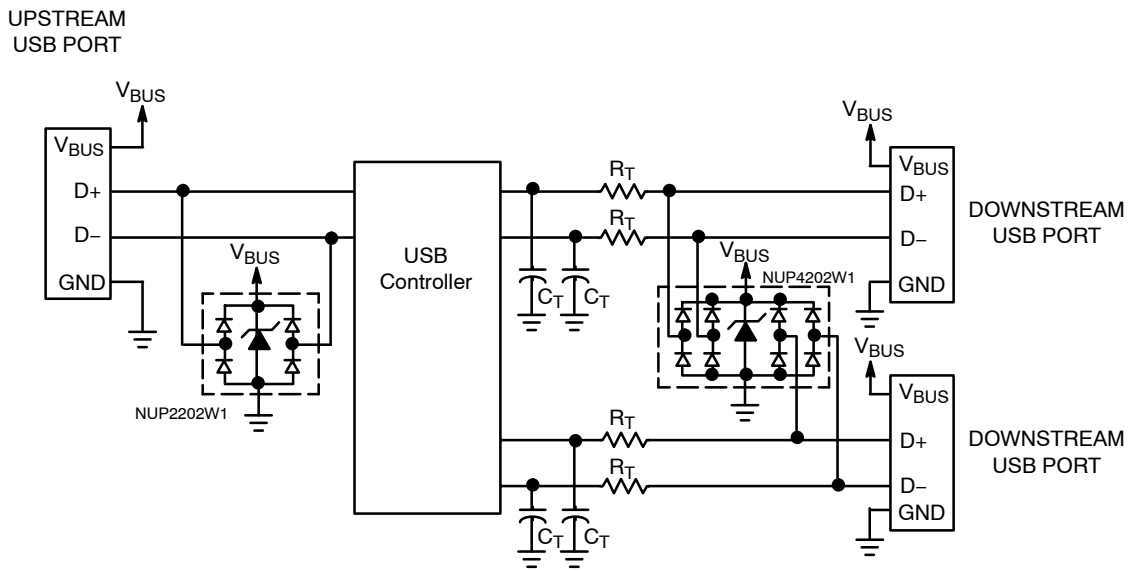 UPSTREAM
USB PORT
VBUS
VBUS
D+
D−
GND
VBUS
NUP2202W1
USB
Controller
RT
RT
CT
CT
VBUS
NUP4202W1
VBUS
VBUS
D+
D−
GND
DOWNSTREAM
USB PORT
RT
RT
CT
CT
VBUS
VBUS
D+
D−
GND
DOWNSTREAM
USB PORT